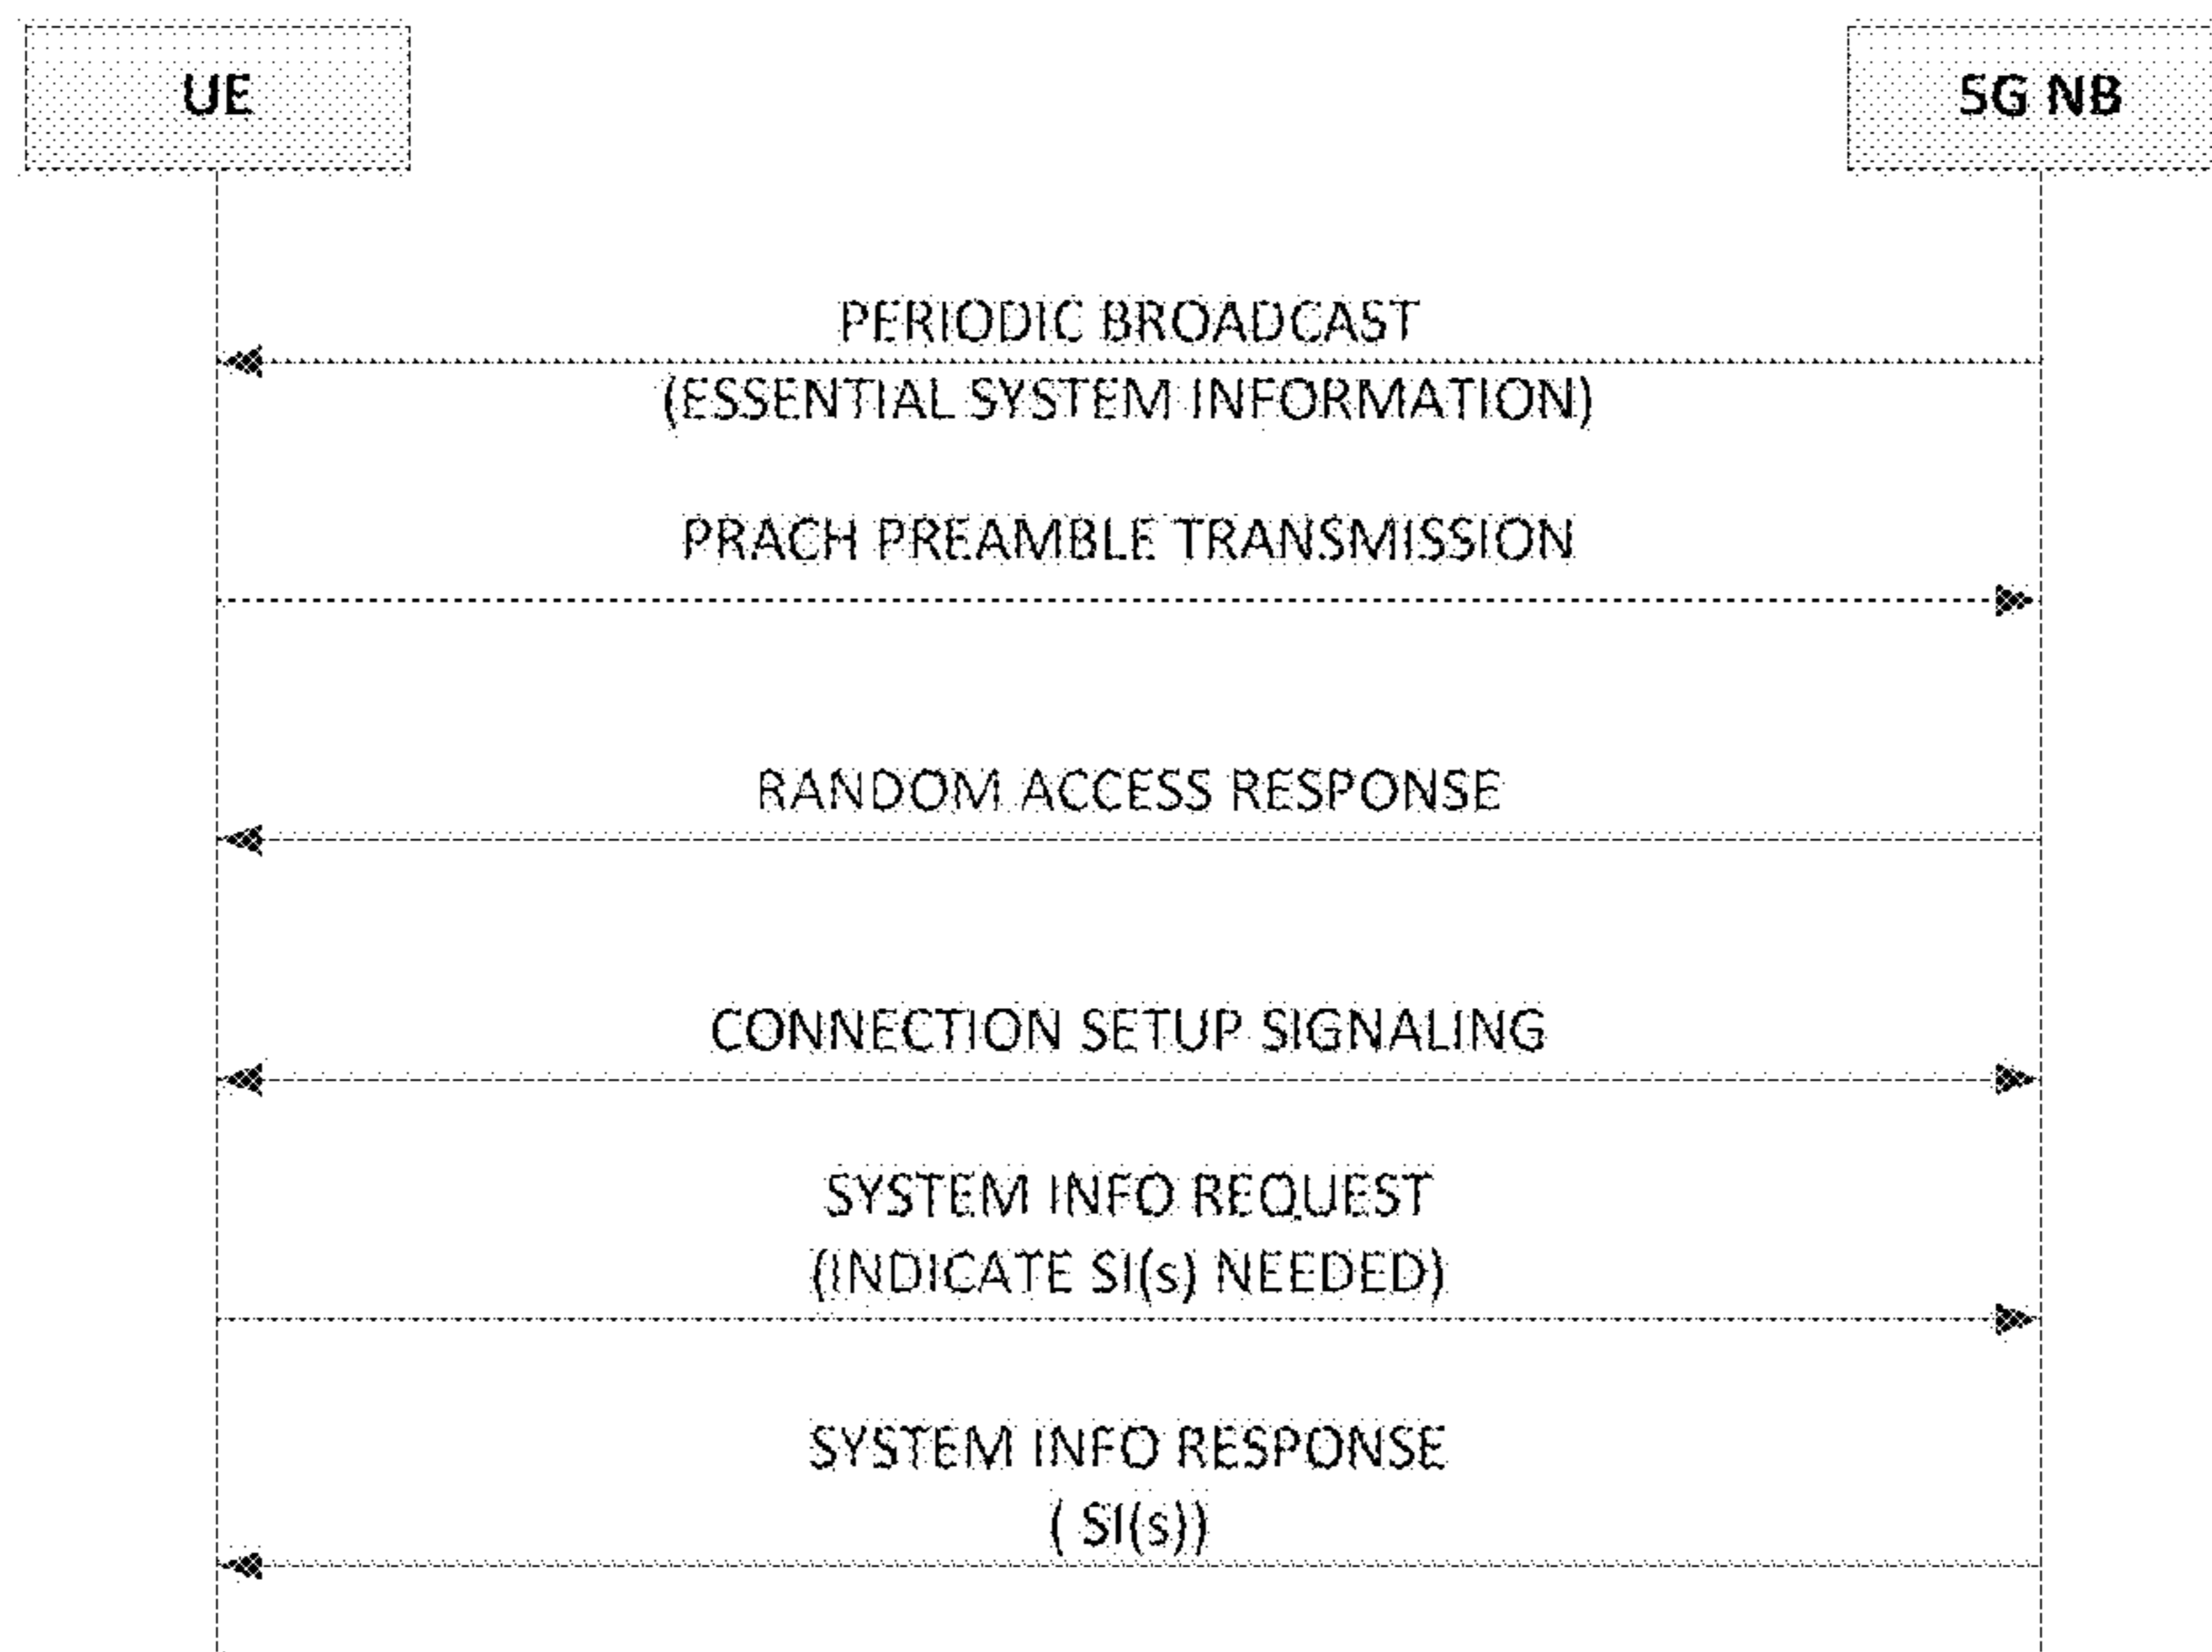 UE
5G NB
PERIODIC BROADCAST
(ESSENTIAL SYSTEM INFORMATION)
PRACH PREAMBLE TRANSMISSION
RANDOM ACCESS RESPONSE
CONNECTION SETUP SIGNALING
SYSTEM INFO REQUEST
(INDICATE SI(s) NEEDED)
SYSTEM INFO RESPONSE
( SI(s))